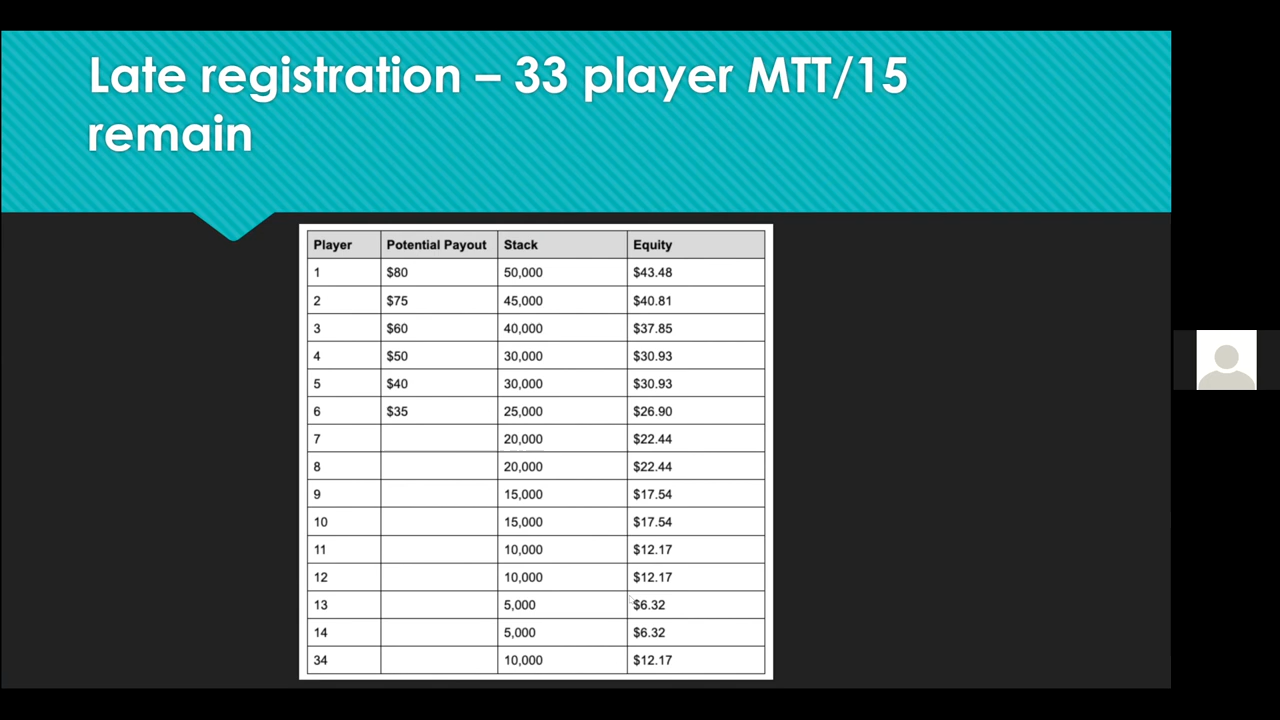 Late registration – 33 player MTT/15
remain
Player Potential Payout Stack Equity
1 $80 50,000 $43.48
2 $75 45,000 $40.81
3 $60 40,000 $37.85
4 $50 30,000 $30.93
5 $40 30,000 $30.93
6 $35 25,000 $26.90
7 20,000 $22.44
8 20,000 $22.44
9 15,000 $17.54
10 15,000 $17.54
11 10,000 $12.17
12 10,000 $12.17
13 5,000 $6.32
14 5,000 $6.32
34 10,000 $12.17